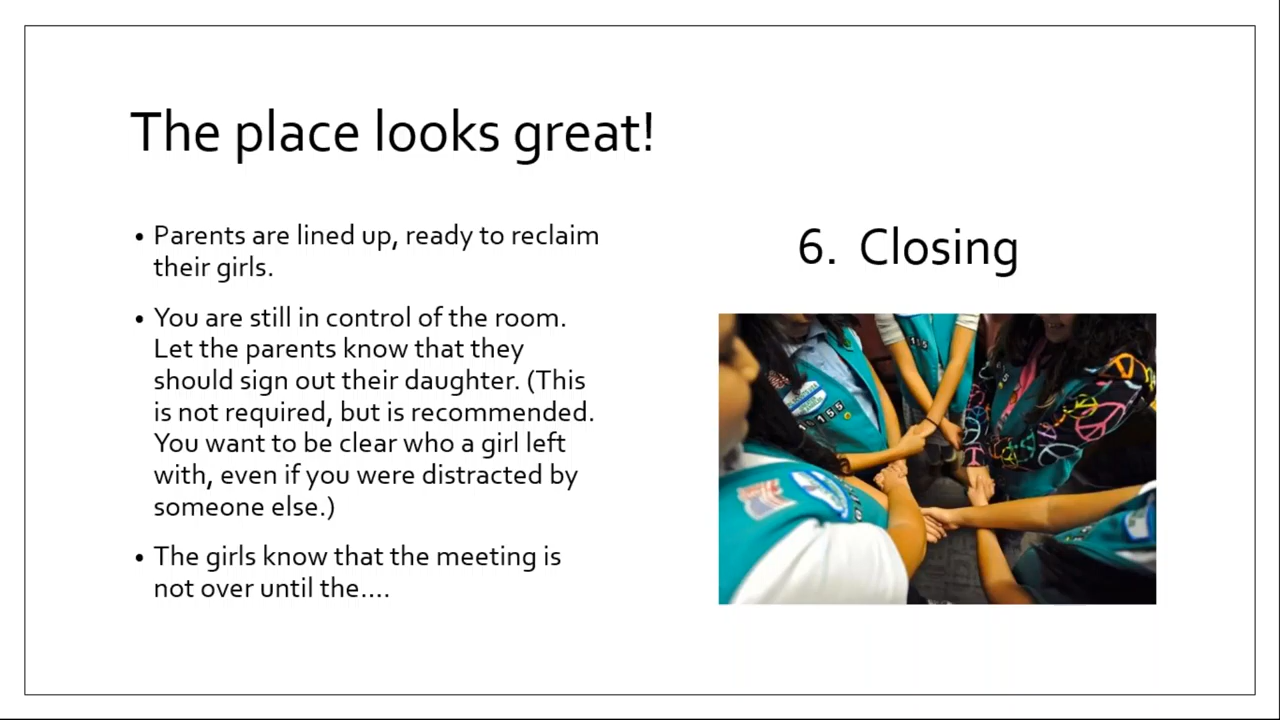 The place looks great!
• Parents are lined up, ready to reclaim
their girls.
• You are still in control of the room.
Let the parents know that they
should sign out their daughter. (This
is not required, but is recommended.
You want to be clear who a girl left
with, even if you were distracted by
someone else.)
• The girls know that the meeting is
not over until the....
6. Closing